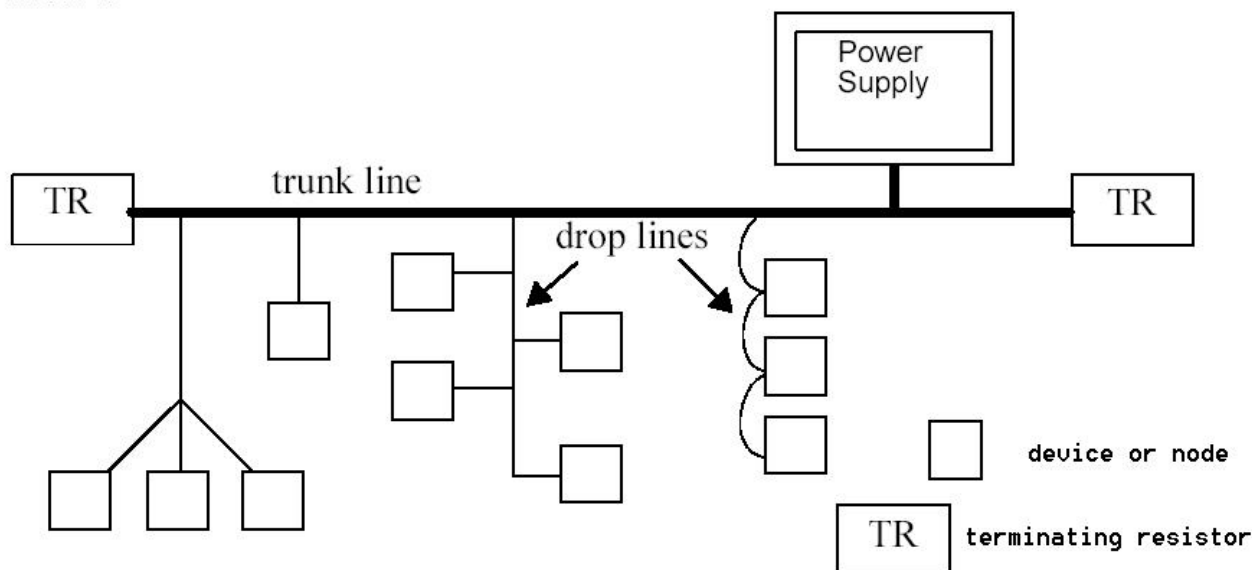 Power
Supply
TR
trunk line
TR
drop lines
device or node
TR
terminating resistor